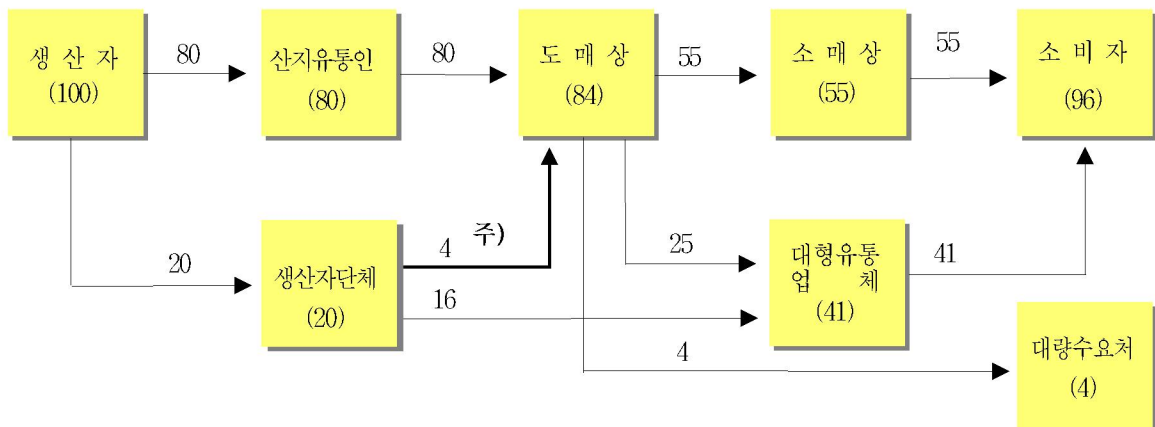 생 산 자
(100)
80
산지유통인
(80)
80
도 매 상
(84)
55
소 매 상
(55)
55
소 비 자
(96)
20
생산자단체
(20)
4
주)
16
25
대형유통
업 체
(41)
41
4
대량수요처
(4)